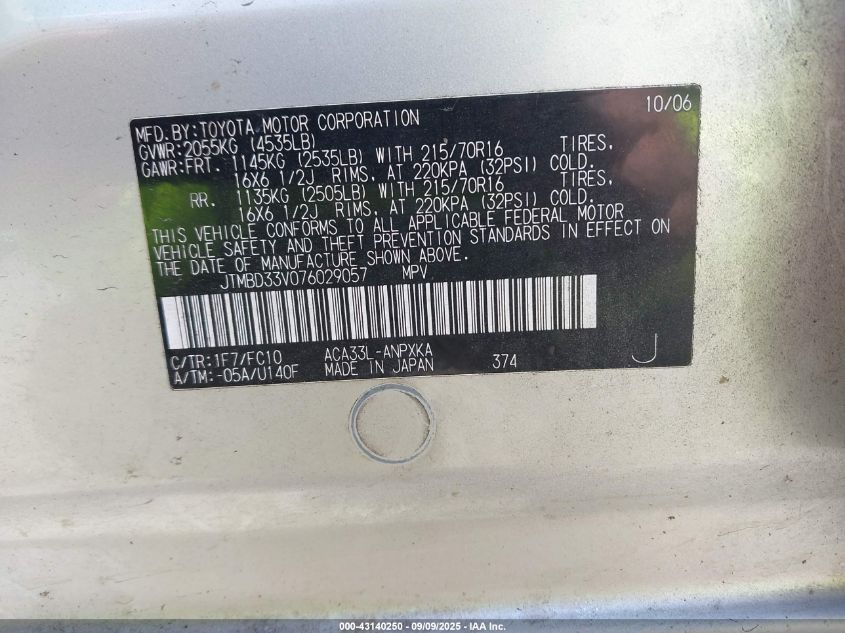 10/06
MFD.BY:TOYOTA MOTOR CORPORATION
GVWR:2055KG (4535LB)
GAWR:FRT. 1145KG (2535LB) WITH 215/70R16 TIRES,
16X6 1/2J RIMS, AT 220KPA (32PSI) COLD.
RR. 1135KG (2505LB) WITH 215/70R16 TIRES,
16X6 1/2J RIMS, AT 220KPA (32PSI) COLD.
THIS VEHICLE CONFORMS TO ALL APPLICABLE FEDERAL MOTOR
VEHICLE SAFETY AND THEFT PREVENTION STANDARDS IN EFFECT ON
THE DATE OF MANUFACTURE SHOWN ABOVE.
JTMBD33V076029057 MPV
C/TR:1F7/FC10 ACA33L-ANPXKA
A/TM:-05A/U140F MADE IN JAPAN 374 J
000-43140250 - 09/09/2025 - IAA Inc.